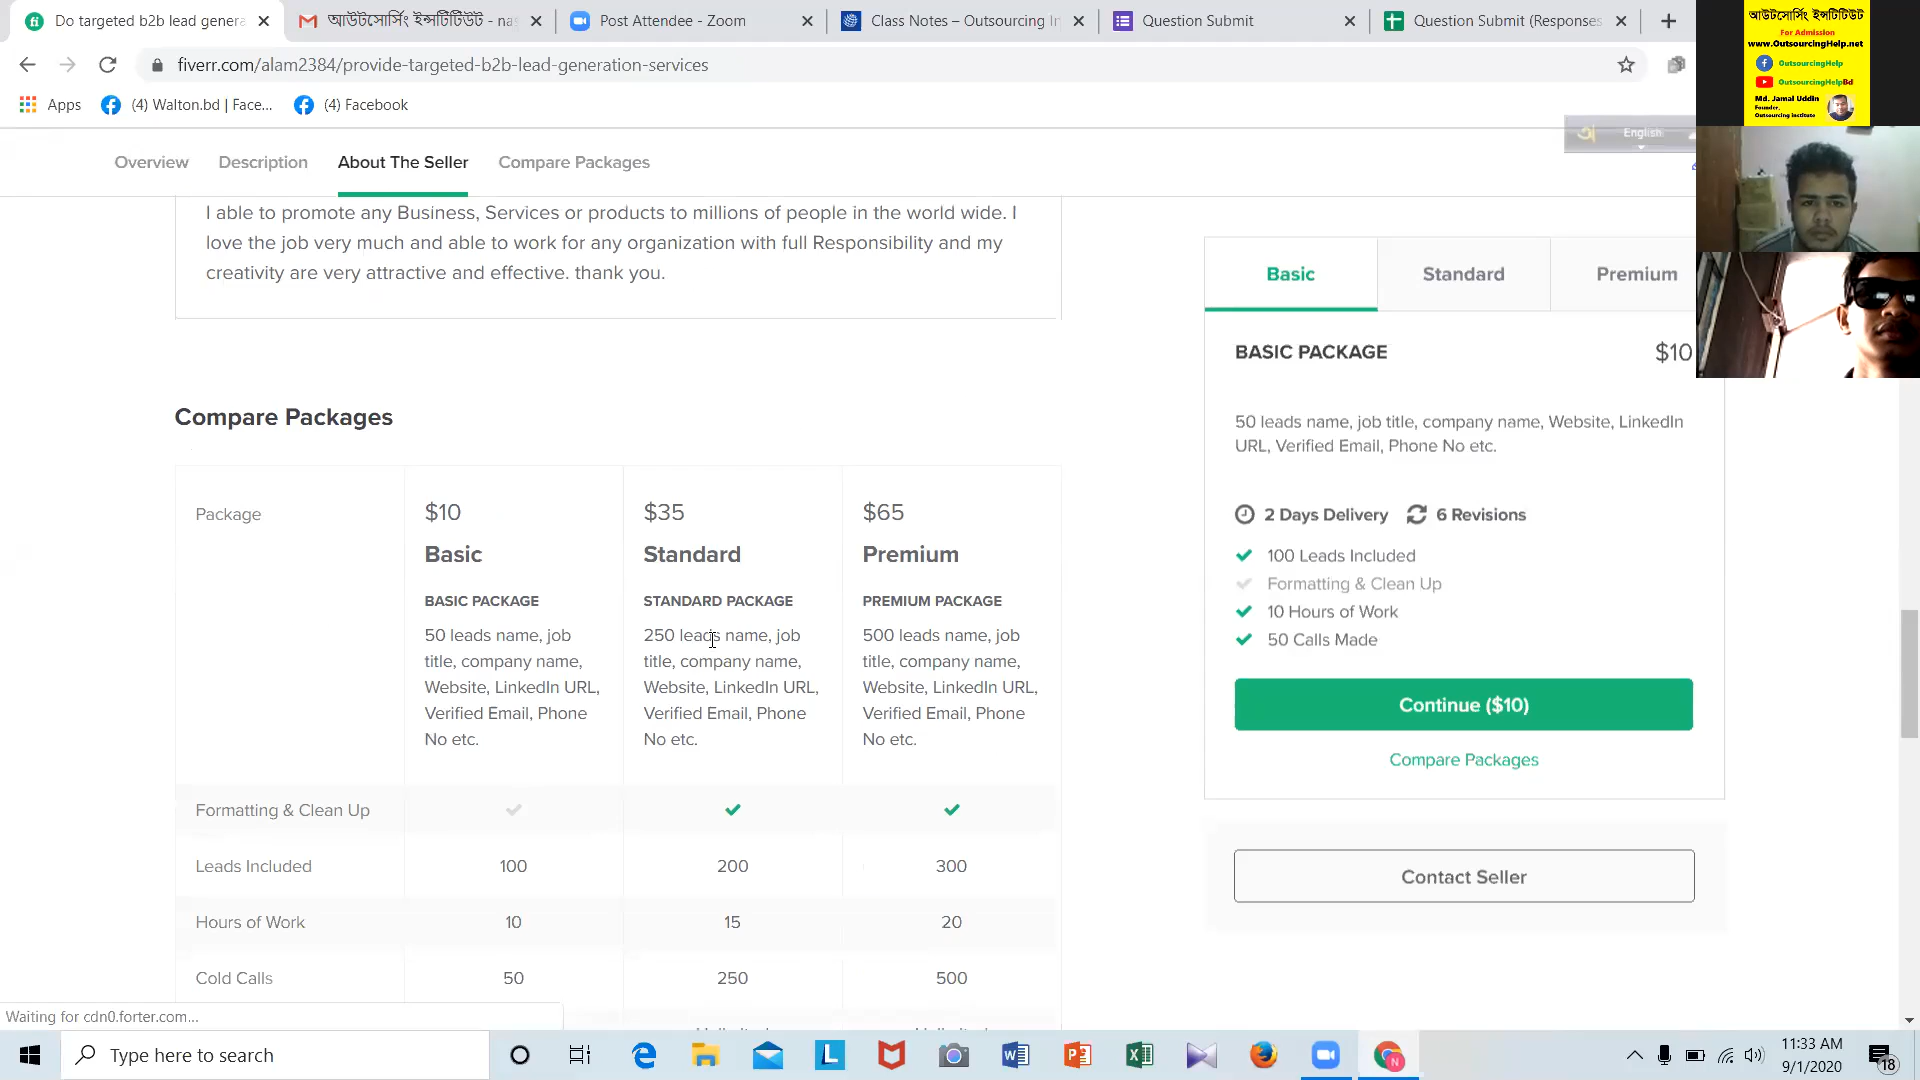 Do targeted b2b lead genera
আউটসোর্সিং ইন্সটিটিউট - nas
Post Attendee - Zoom
Class Notes – Outsourcing In
Question Submit
Question Submit (Responses
fiverr.com/alam2384/provide-targeted-b2b-lead-generation-services
Apps
(4) Walton.bd | Face...
(4) Facebook
আউটসোর্সিং ইন্সটিটিউট
For Admission
www.OutsourcingHelp.net
OutsourcingHelp
OutsourcingHelpBd
Md. Jamal Uddin
Founder,
Outsourcing Institute
English
Overview
Description
About The Seller
Compare Packages
I able to promote any Business, Services or products to millions of people in the world wide. I
love the job very much and able to work for any organization with full Responsibility and my
creativity are very attractive and effective. thank you.
Compare Packages
Package
$10
$35
$65
Basic
Standard
Premium
BASIC PACKAGE
STANDARD PACKAGE
PREMIUM PACKAGE
50 leads name, job
title, company name,
Website, LinkedIn URL,
Verified Email, Phone
No etc.
250 leads name, job
title, company name,
Website, LinkedIn URL,
Verified Email, Phone
No etc.
500 leads name, job
title, company name,
Website, LinkedIn URL,
Verified Email, Phone
No etc.
Formatting & Clean Up
Leads Included
100
200
300
Hours of Work
10
15
20
Cold Calls
50
250
500
Basic
Standard
Premium
BASIC PACKAGE
$10
50 leads name, job title, company name, Website, LinkedIn
URL, Verified Email, Phone No etc.
2 Days Delivery
6 Revisions
100 Leads Included
Formatting & Clean Up
10 Hours of Work
50 Calls Made
Continue ($10)
Compare Packages
Contact Seller
Waiting for cdn0.forter.com...
Type here to search
11:33 AM
9/1/2020
18